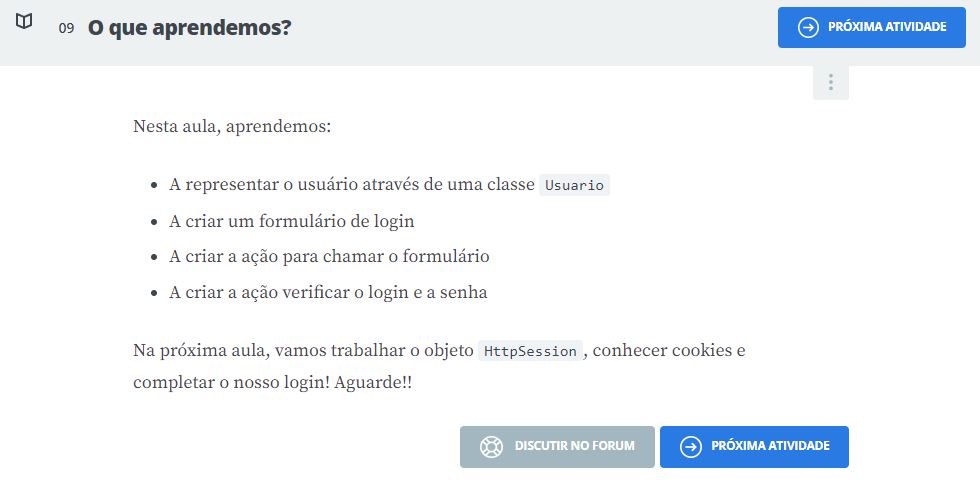 09 O que aprendemos?
PRÓXIMA ATIVIDADE
Nesta aula, aprendemos:
A representar o usuário através de uma classe Usuario
A criar um formulário de login
A criar a ação para chamar o formulário
A criar a ação verificar o login e a senha
Na próxima aula, vamos trabalhar o objeto HttpSession, conhecer cookies e
completar o nosso login! Aguarde!!
DISCUTIR NO FORUM
PRÓXIMA ATIVIDADE